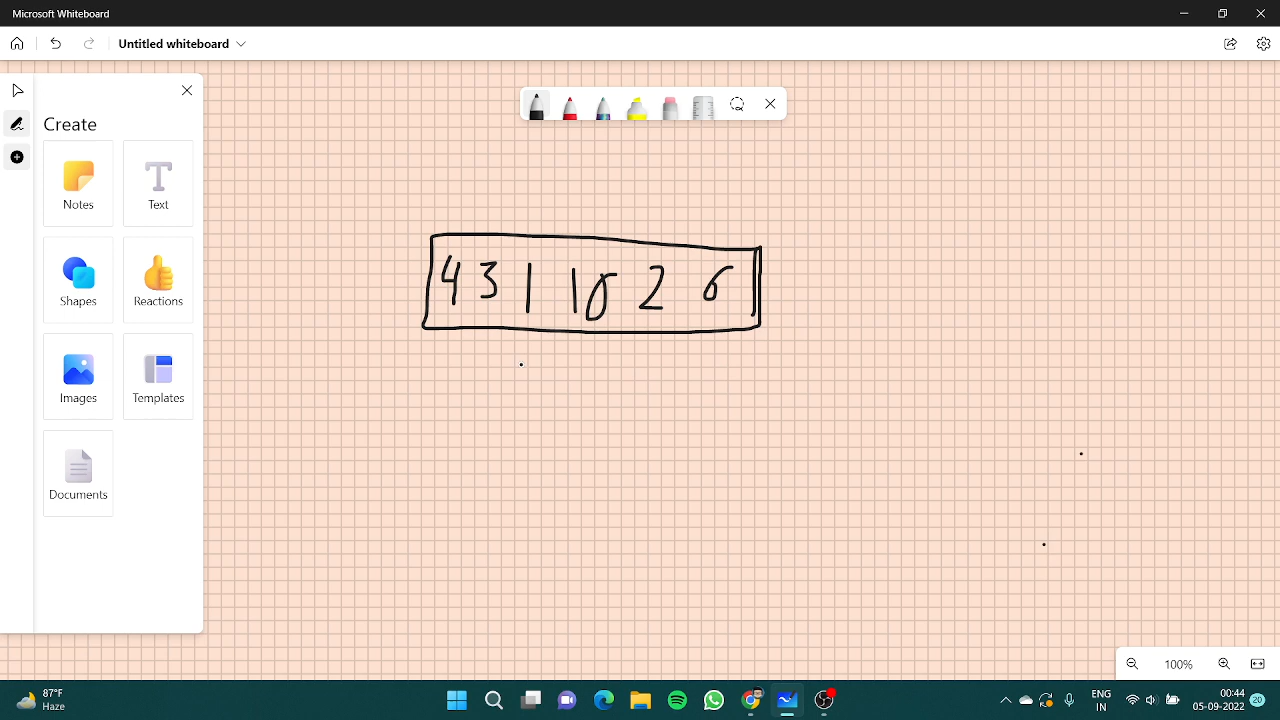 Microsoft Whiteboard
Untitled whiteboard
Create
Notes
Text
Shapes
Reactions
Images
Templates
Documents
4 3 1 10 2 6
100%
87°F
Haze
ENG
IN
00:44
05-09-2022
20